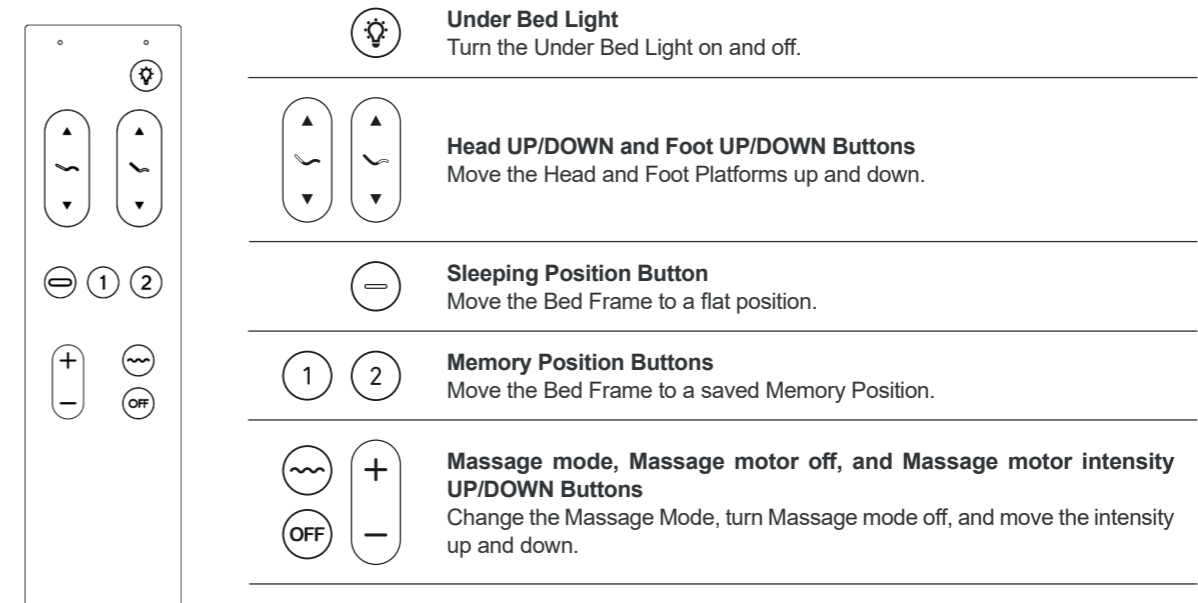 Under Bed Light
Turn the Under Bed Light on and off.
Head UP/DOWN and Foot UP/DOWN Buttons
Move the Head and Foot Platforms up and down.
1 2
Sleeping Position Button
Move the Bed Frame to a flat position.
+
−
OFF
1 2
Memory Position Buttons
Move the Bed Frame to a saved Memory Position.
+
OFF −
Massage mode, Massage motor off, and Massage motor intensity
UP/DOWN Buttons
Change the Massage Mode, turn Massage mode off, and move the intensity
up and down.